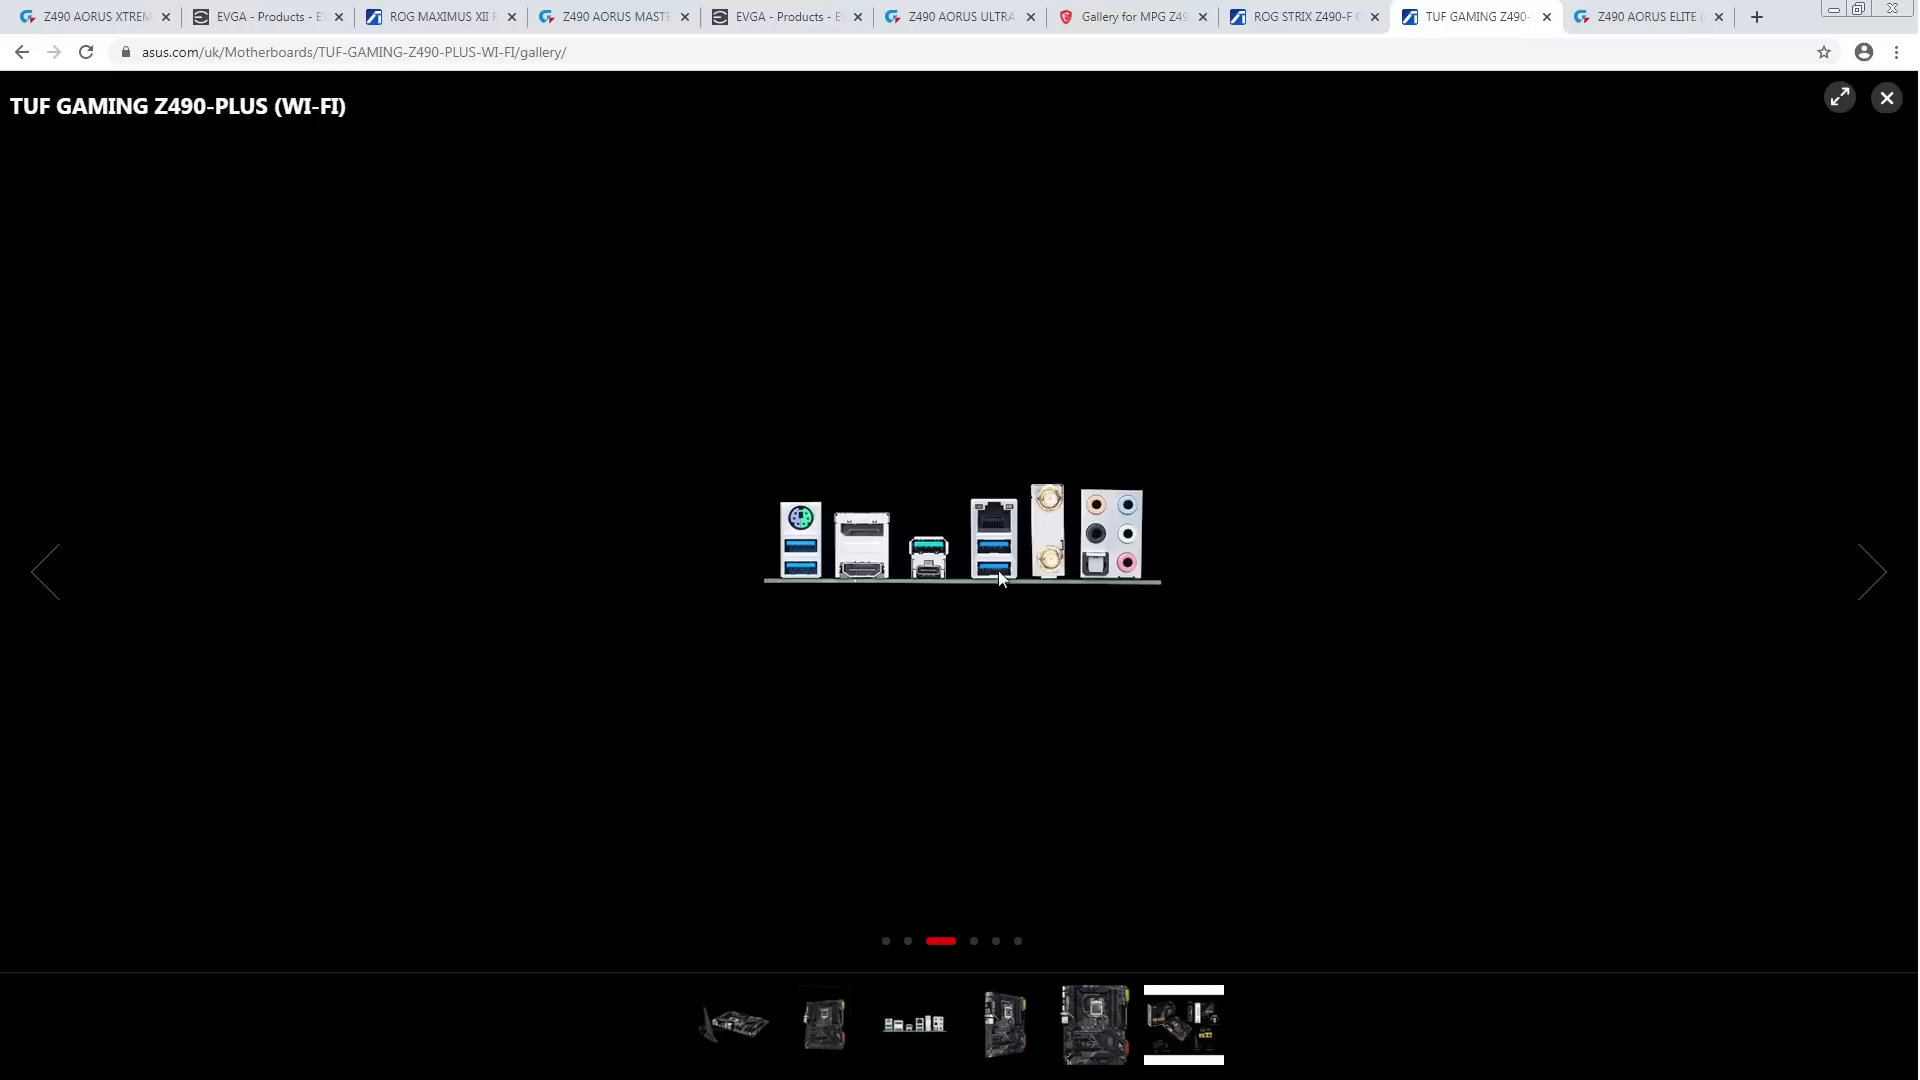 Z490 AORUS XTREM
EVGA - Products - E
ROG MAXIMUS XII F
Z490 AORUS MASTE
EVGA - Products - E
Z490 AORUS ULTRA
Gallery for MPG Z49
ROG STRIX Z490-F G
TUF GAMING Z490-
Z490 AORUS ELITE (
asus.com/uk/Motherboards/TUF-GAMING-Z490-PLUS-WI-FI/gallery/
TUF GAMING Z490-PLUS (WI-FI)